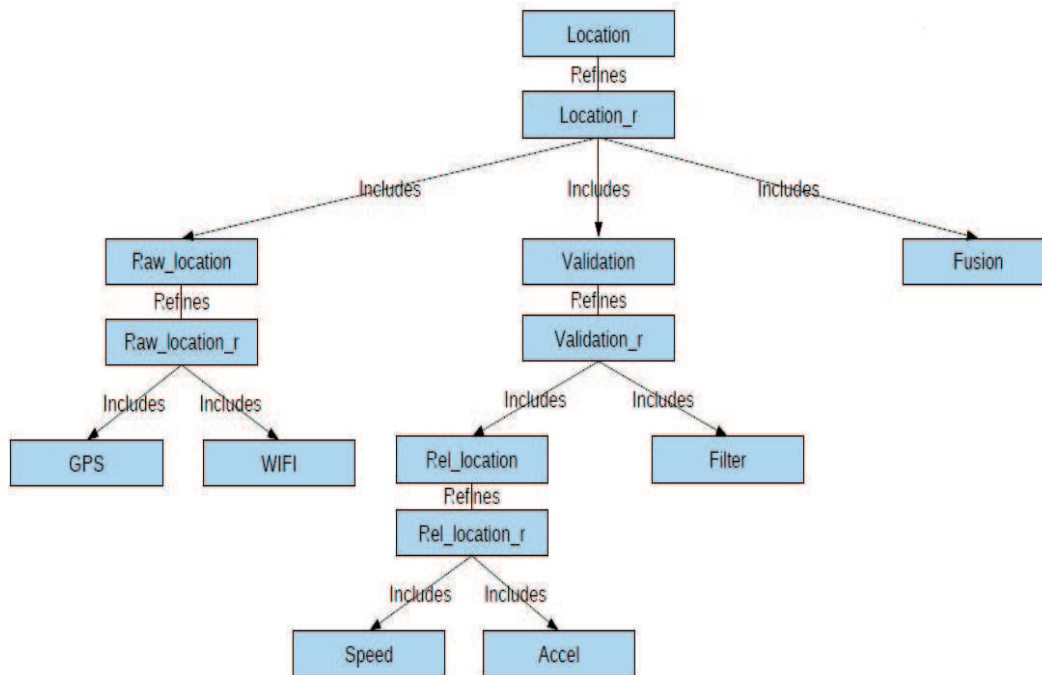 Location
Refines
Location_r
Includes
Includes
Includes
Raw_location
Validation
Fusion
Refines
Refines
Raw_location_r
Validation_r
Includes
Includes
Includes
Includes
GPS
WIFI
Rel_location
Filter
Refines
Rel_location_r
Includes
Includes
Speed
Accel